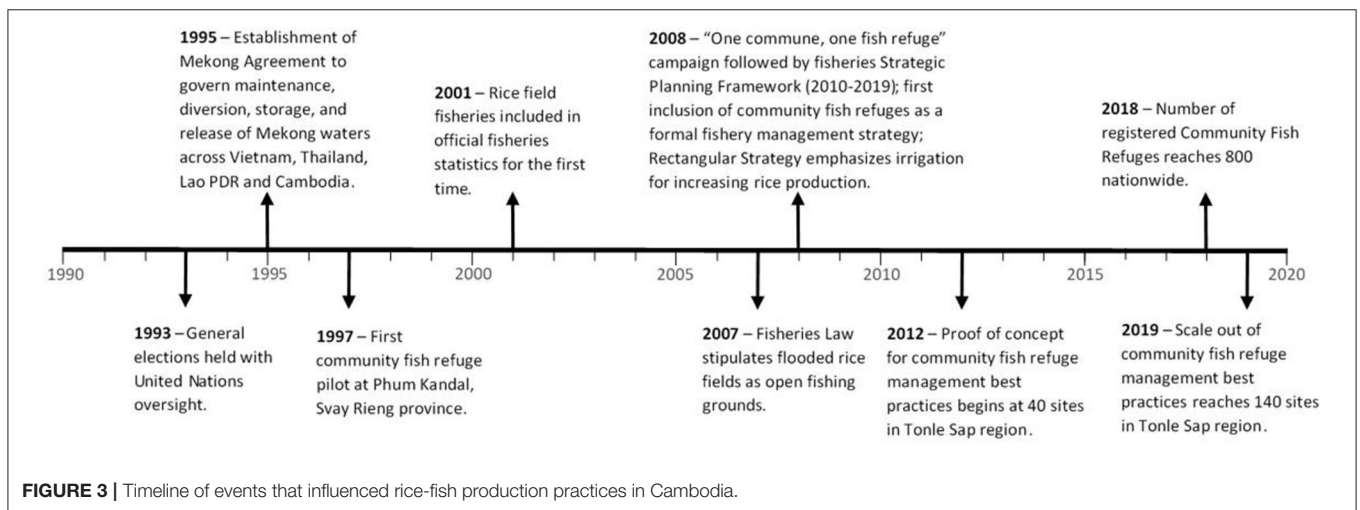 1995 – Establishment of
Mekong Agreement to
govern maintenance,
diversion, storage, and
release of Mekong waters
across Vietnam, Thailand,
Lao PDR and Cambodia.
2001 – Rice field
fisheries included in
official fisheries
statistics for the first
time.
2008 – “One commune, one fish refuge”
campaign followed by fisheries Strategic
Planning Framework (2010-2019); first
inclusion of community fish refuges as a
formal fishery management strategy;
Rectangular Strategy emphasizes irrigation
for increasing rice production.
2018 – Number of
registered Community Fish
Refuges reaches 800
nationwide.
1990 1995 2000 2005 2010 2015 2020
1993 – General
elections held with
United Nations
oversight.
1997 – First
community fish refuge
pilot at Phum Kandal,
Svay Rieng province.
2007 – Fisheries Law
stipulates flooded rice
fields as open fishing
grounds.
2012 – Proof of concept
for community fish refuge
management best
practices begins at 40 sites
in Tonle Sap region.
2019 – Scale out of
community fish refuge
management best
practices reaches 140 sites
in Tonle Sap region.
FIGURE 3 | Timeline of events that influenced rice-fish production practices in Cambodia.